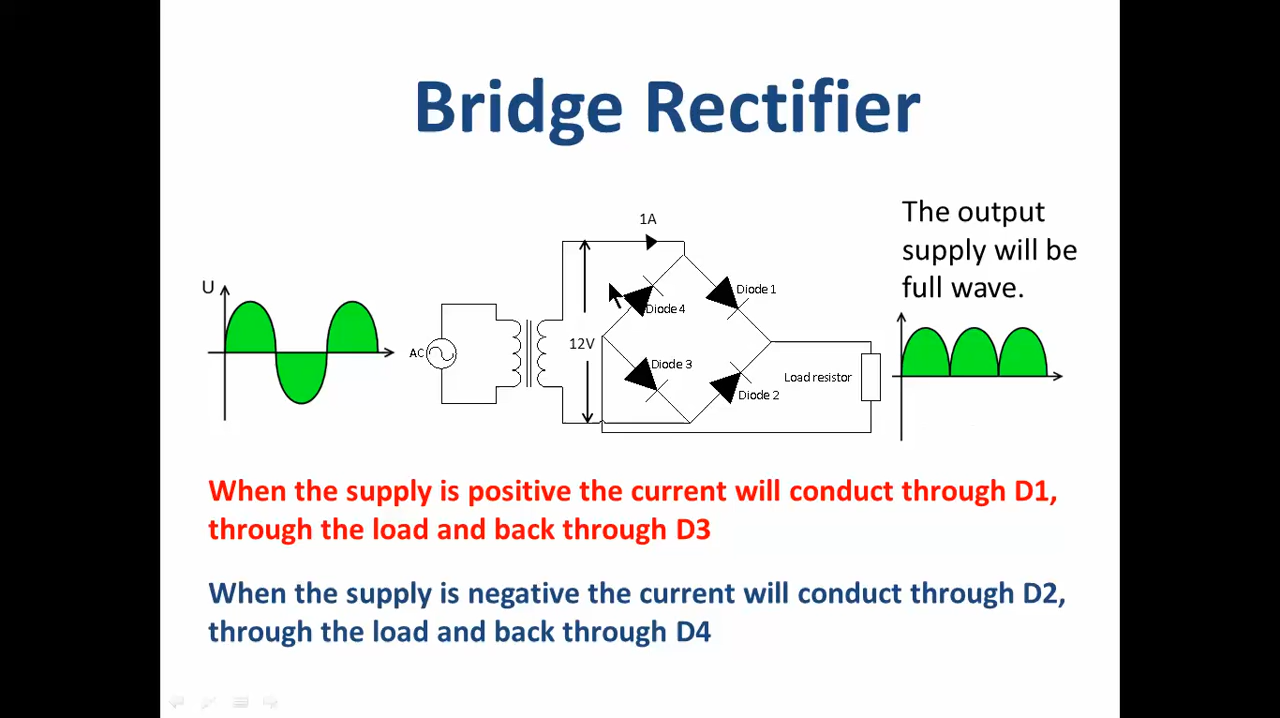 Bridge Rectifier
The output
supply will be
full wave.
1A
U
Diode 1
Diode 4
AC
12V
Diode 3
Load resistor
Diode 2
When the supply is positive the current will conduct through D1,
through the load and back through D3
When the supply is negative the current will conduct through D2,
through the load and back through D4